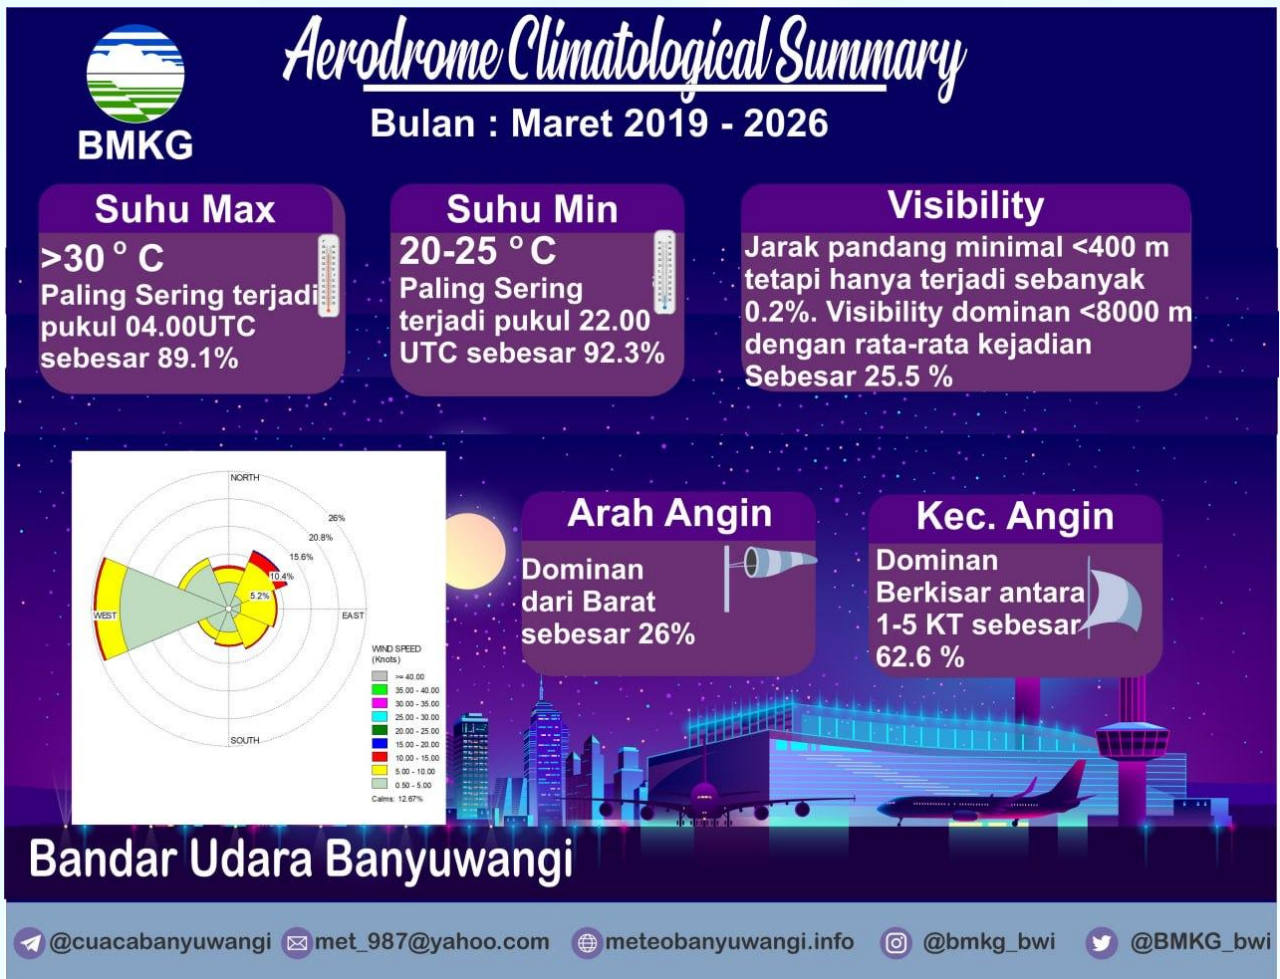 Aerodrome Climatological Summary
Bulan : Maret 2019 - 2026
BMKG
Suhu Max
>30 º C
Paling Sering terjadi
pukul 04.00UTC
sebesar 89.1%
Suhu Min
20-25 º C
Paling Sering
terjadi pukul 22.00
UTC sebesar 92.3%
Visibility
Jarak pandang minimal <400 m
tetapi hanya terjadi sebanyak
0.2%. Visibility dominan <8000 m
dengan rata-rata kejadian
Sebesar 25.5 %
NORTH
26%
20.8%
15.6%
10.4%
5.2%
WEST
EAST
SOUTH
WIND SPEED
(Knots)
>= 40.00
35.00 - 40.00
30.00 - 35.00
25.00 - 30.00
20.00 - 25.00
15.00 - 20.00
10.00 - 15.00
5.00 - 10.00
0.50 - 5.00
Calms: 12.67%
Arah Angin
Dominan
dari Barat
sebesar 26%
Kec. Angin
Dominan
Berkisar antara
1-5 KT sebesar
62.6 %
Bandar Udara Banyuwangi
@cuacabanyuwangi
met_987@yahoo.com
meteobanyuwangi.info
@bmkg_bwi
@BMKG_bwi